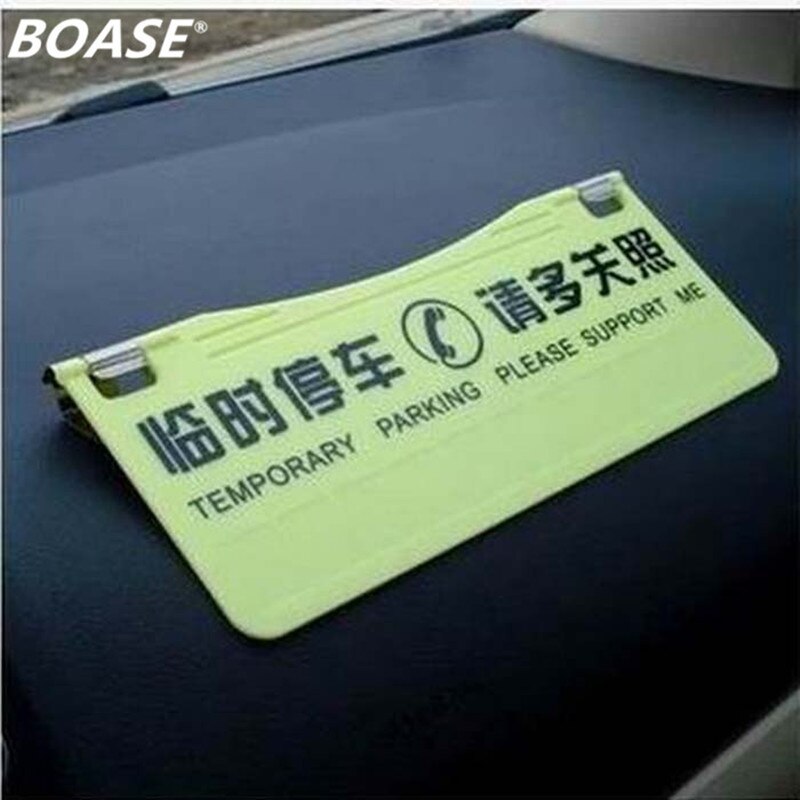 BOASE®
临时停车 请多关照
TEMPORARY PARKING PLEASE SUPPORT ME